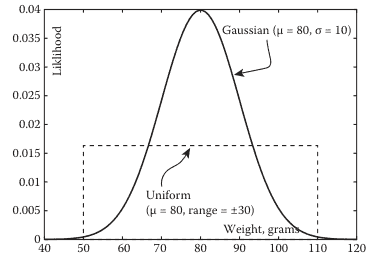 0.04
0.035
0.03
0.025
0.02
0.015
0.01
0.005
0
Liklihood
Gaussian (μ = 80, σ = 10)
Uniform
(μ = 80, range = ±30)
Weight, grams
40 50 60 70 80 90 100 110 120